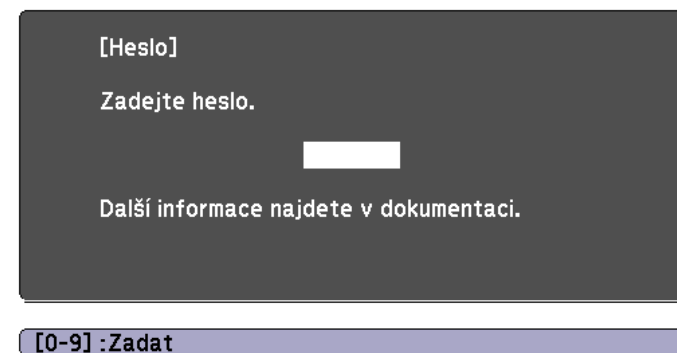 [Heslo]
Zadejte heslo.
Další informace najdete v dokumentaci.
[0-9] :Zadat